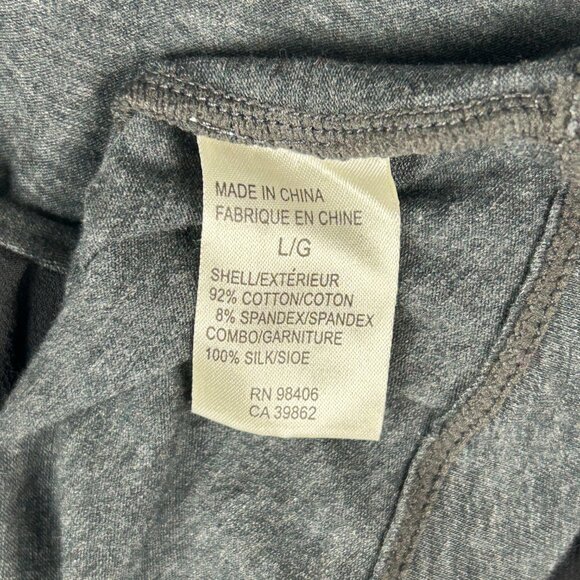 MADE IN CHINA
FABRIQUE EN CHINE
L/G
SHELL/EXTÉRIEUR
92% COTTON/COTON
8% SPANDEX/SPANDEX
COMBO/GARNITURE
100% SILK/SIOE
RN 98406
CA 39862